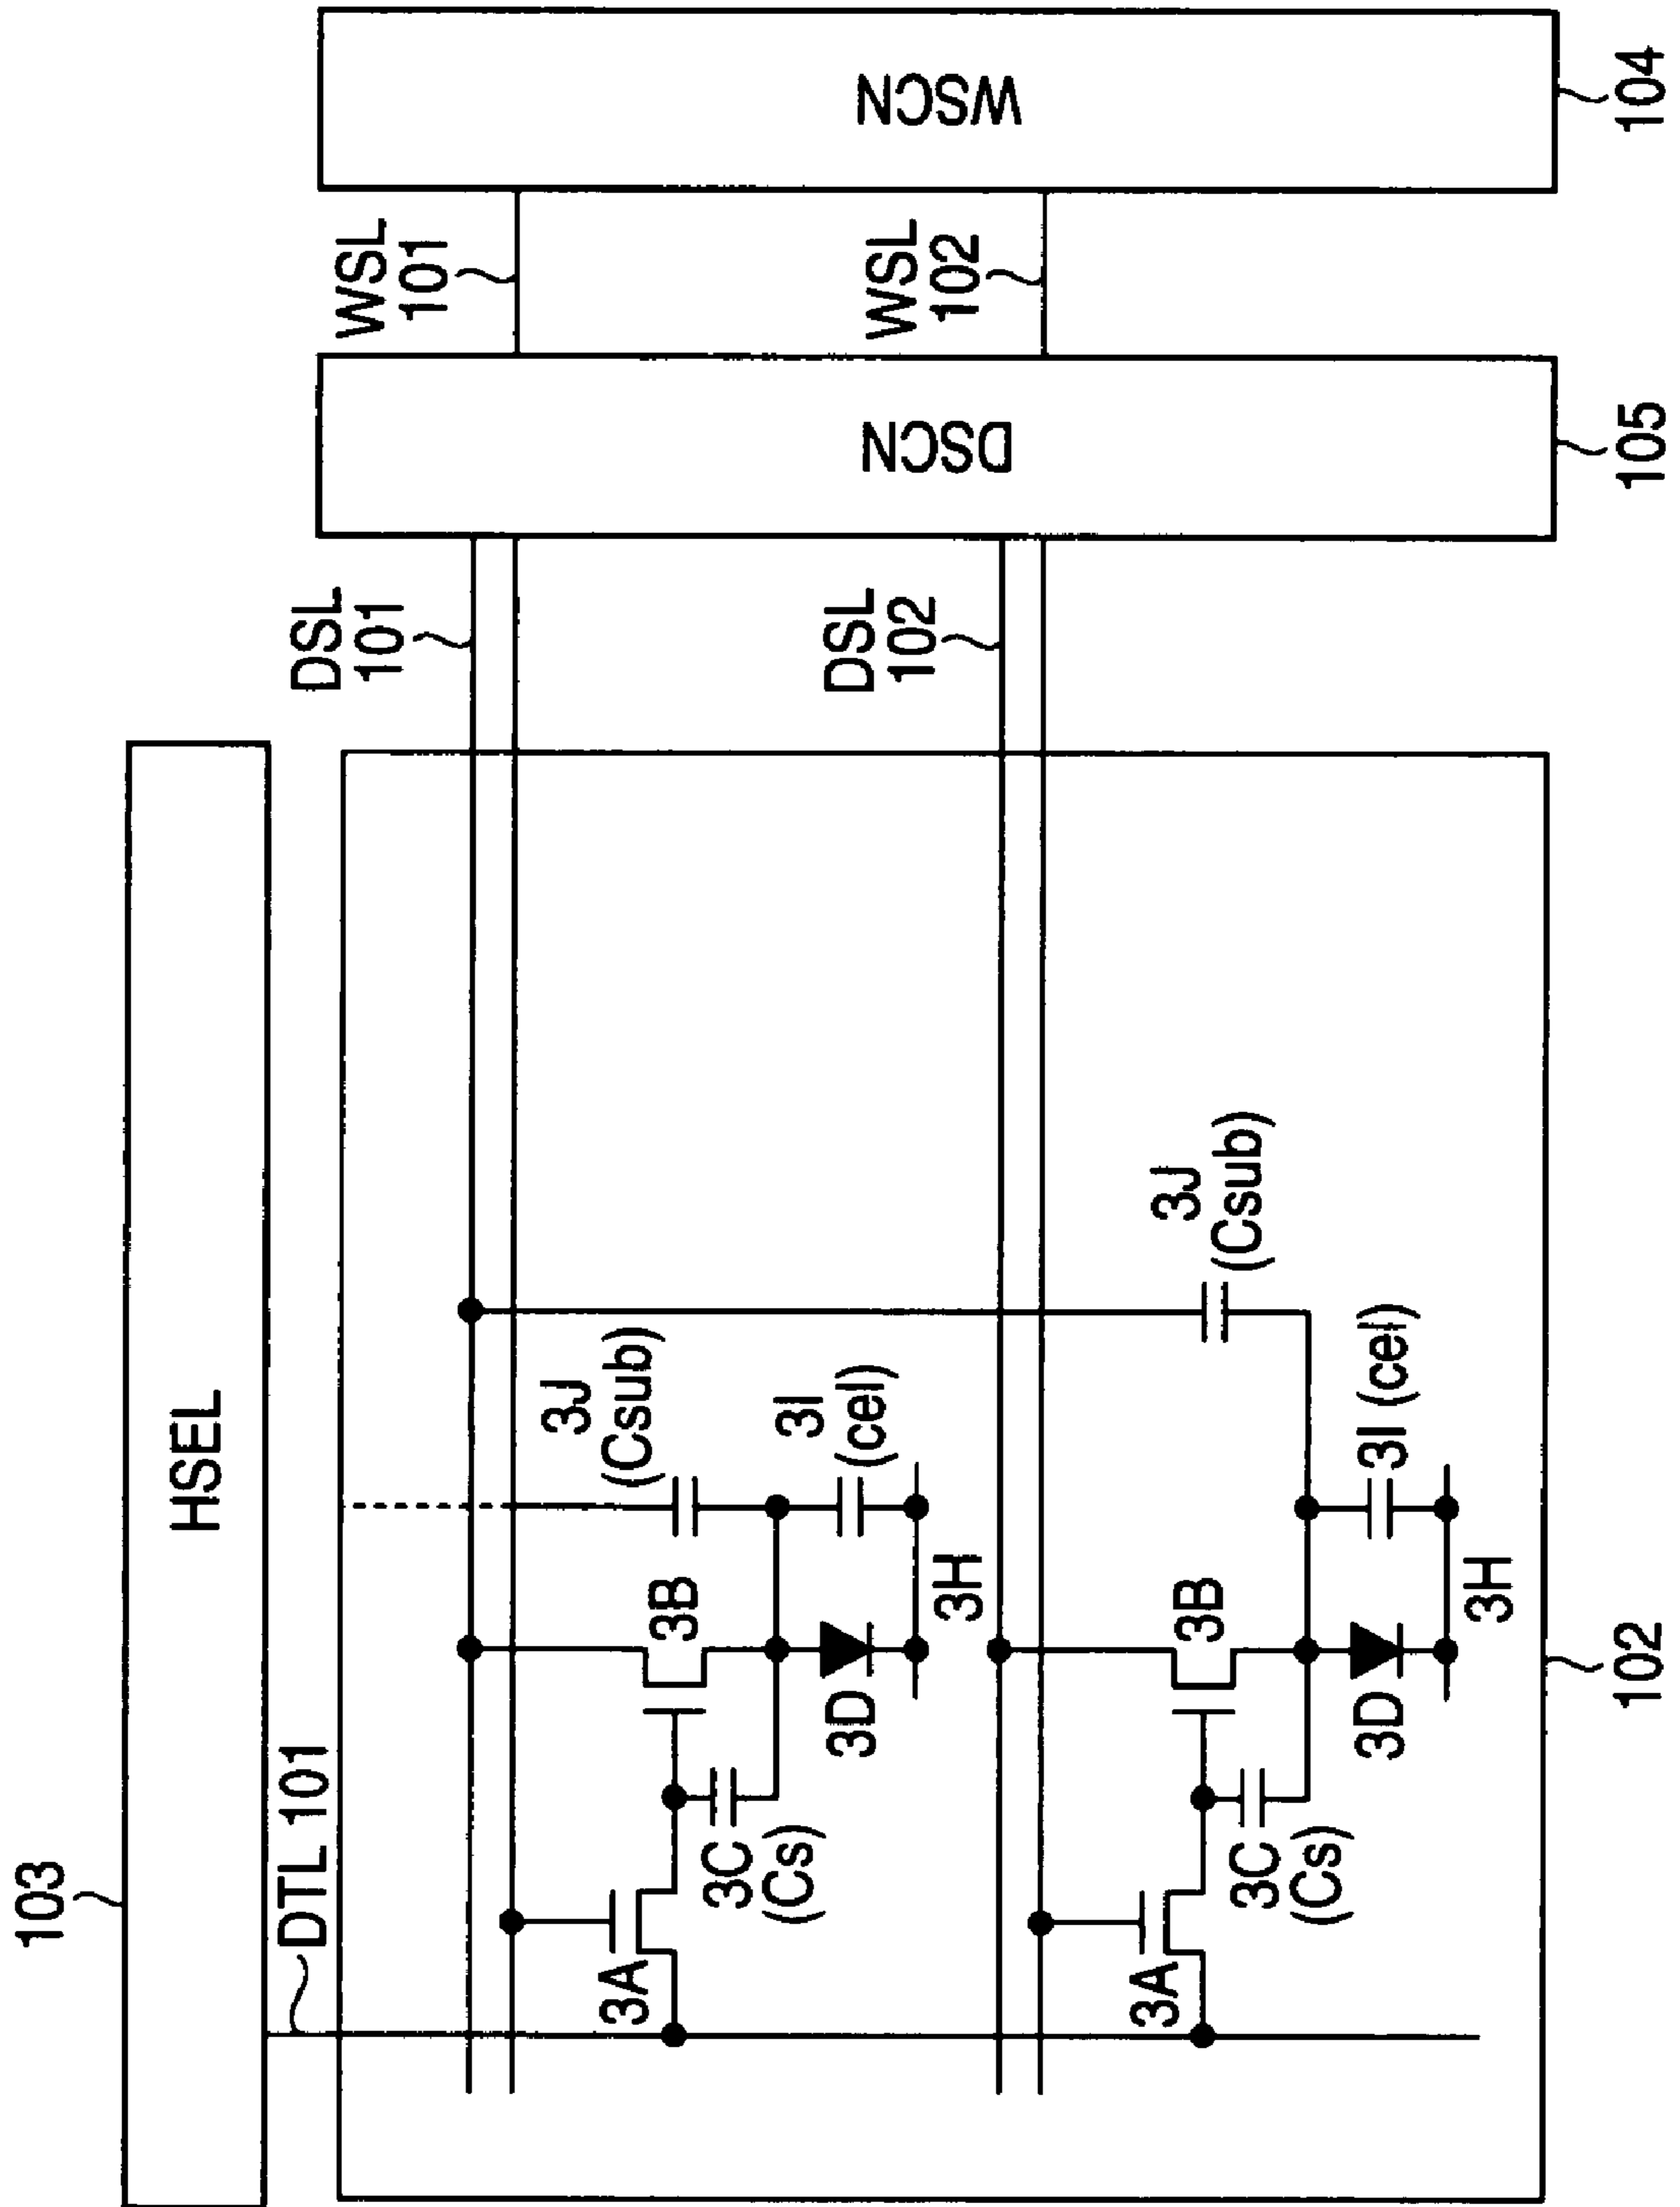 103
HSEL
DTL 101
DSL
101
WSL
101
3A
3B
3C
(Cs)
3D
3J
(Csub)
3I
(cel)
3H
DSL
102
WSL
102
3A
3B
3C
(Cs)
3D
3J
(Csub)
3I (cel)
3H
DSCN
WSCN
102
105
104